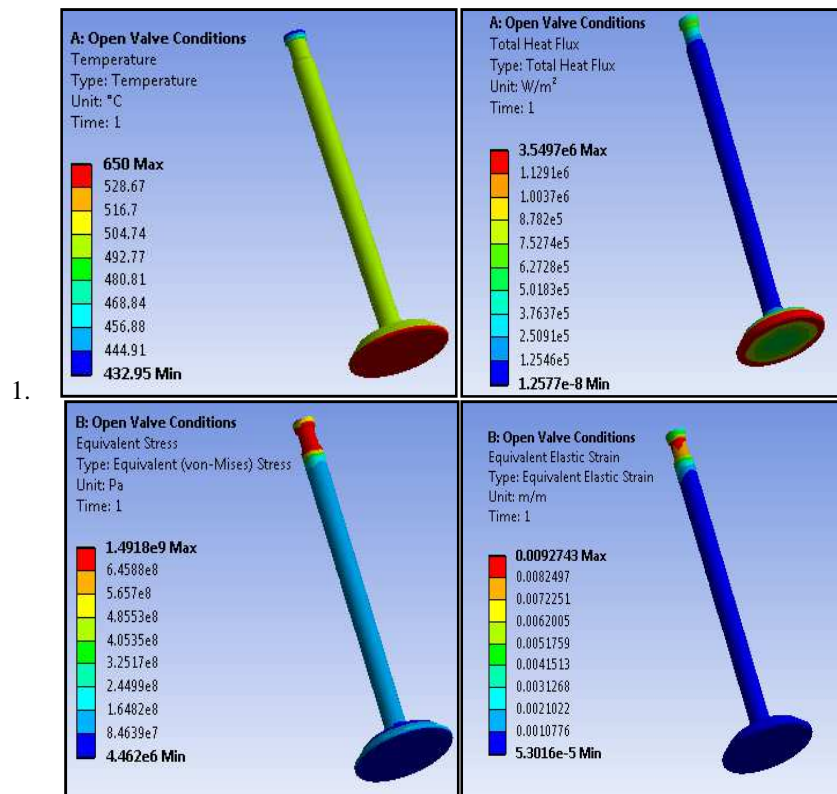 A: Open Valve Conditions
Temperature
Type: Temperature
Unit: °C
Time: 1
650 Max
528.67
516.7
504.74
492.77
480.81
468.84
456.88
444.91
432.95 Min
A: Open Valve Conditions
Total Heat Flux
Type: Total Heat Flux
Unit: W/m²
Time: 1
3.5497e6 Max
1.1291e6
1.0037e6
8.782e5
7.5274e5
6.2728e5
5.0183e5
3.7637e5
2.5091e5
1.2546e5
1.2577e-8 Min
1.
B: Open Valve Conditions
Equivalent Stress
Type: Equivalent (von-Mises) Stress
Unit: Pa
Time: 1
1.4918e9 Max
6.4588e8
5.657e8
4.8553e8
4.0535e8
3.2517e8
2.4499e8
1.6482e8
8.4639e7
4.462e6 Min
B: Open Valve Conditions
Equivalent Elastic Strain
Type: Equivalent Elastic Strain
Unit: m/m
Time: 1
0.0092743 Max
0.0082497
0.0072251
0.0062005
0.0051759
0.0041513
0.0031268
0.0021022
0.0010776
5.3016e-5 Min